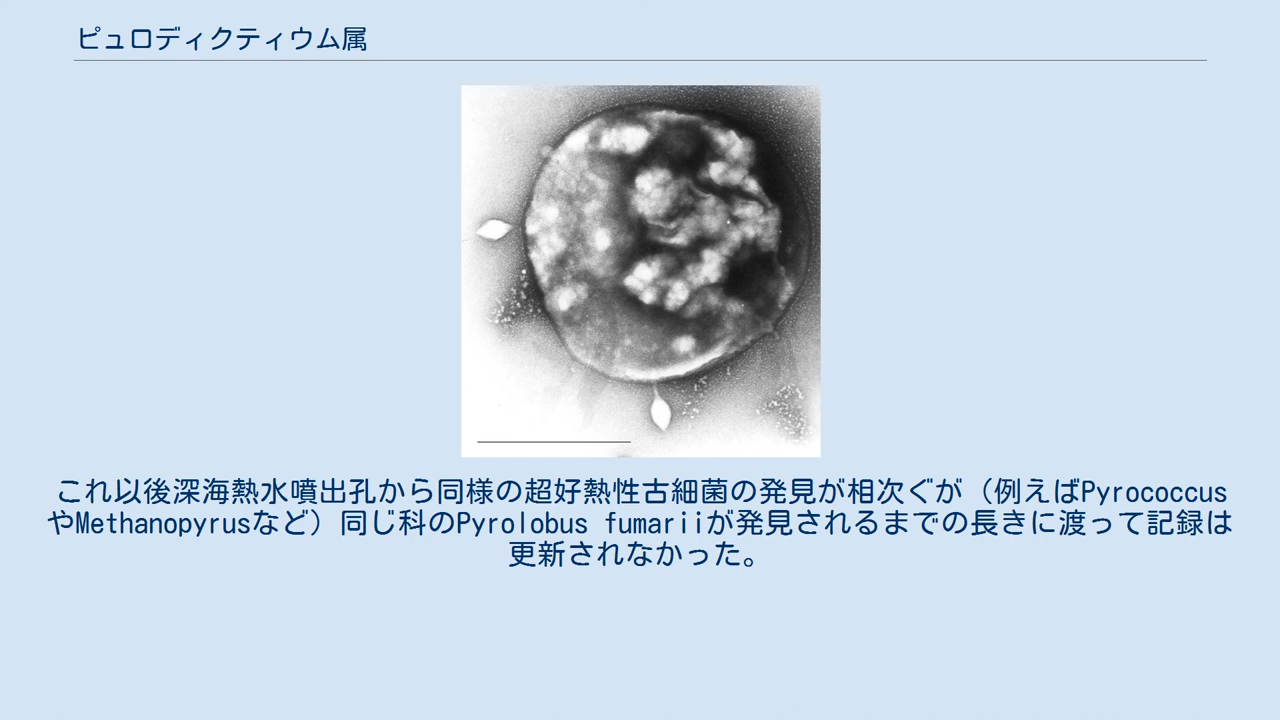 ピュロディクティウム属
これ以後深海熱水噴出孔から同様の超好熱性古細菌の発見が相次ぐが（例えばPyrococcus
やMethanopyrusなど）同じ科のPyrolobus fumariiが発見されるまでの長きに渡って記録は
更新されなかった。